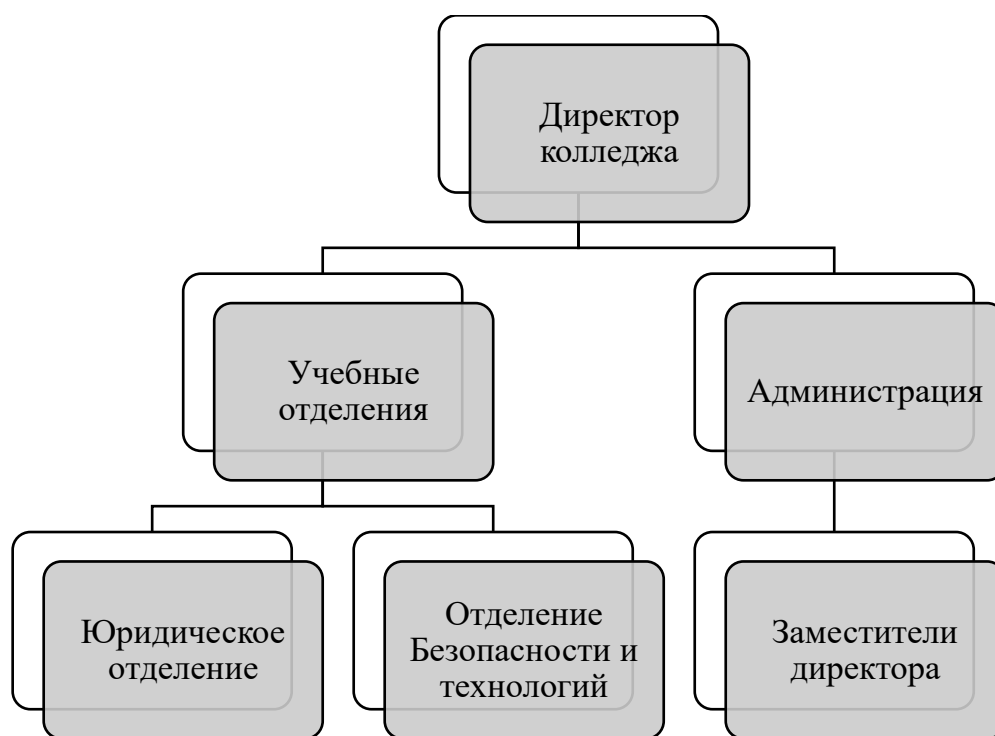 Директор
колледжа
Учебные
отделения
Администрация
Юридическое
отделение
Отделение
Безопасности и
технологий
Заместители
директора